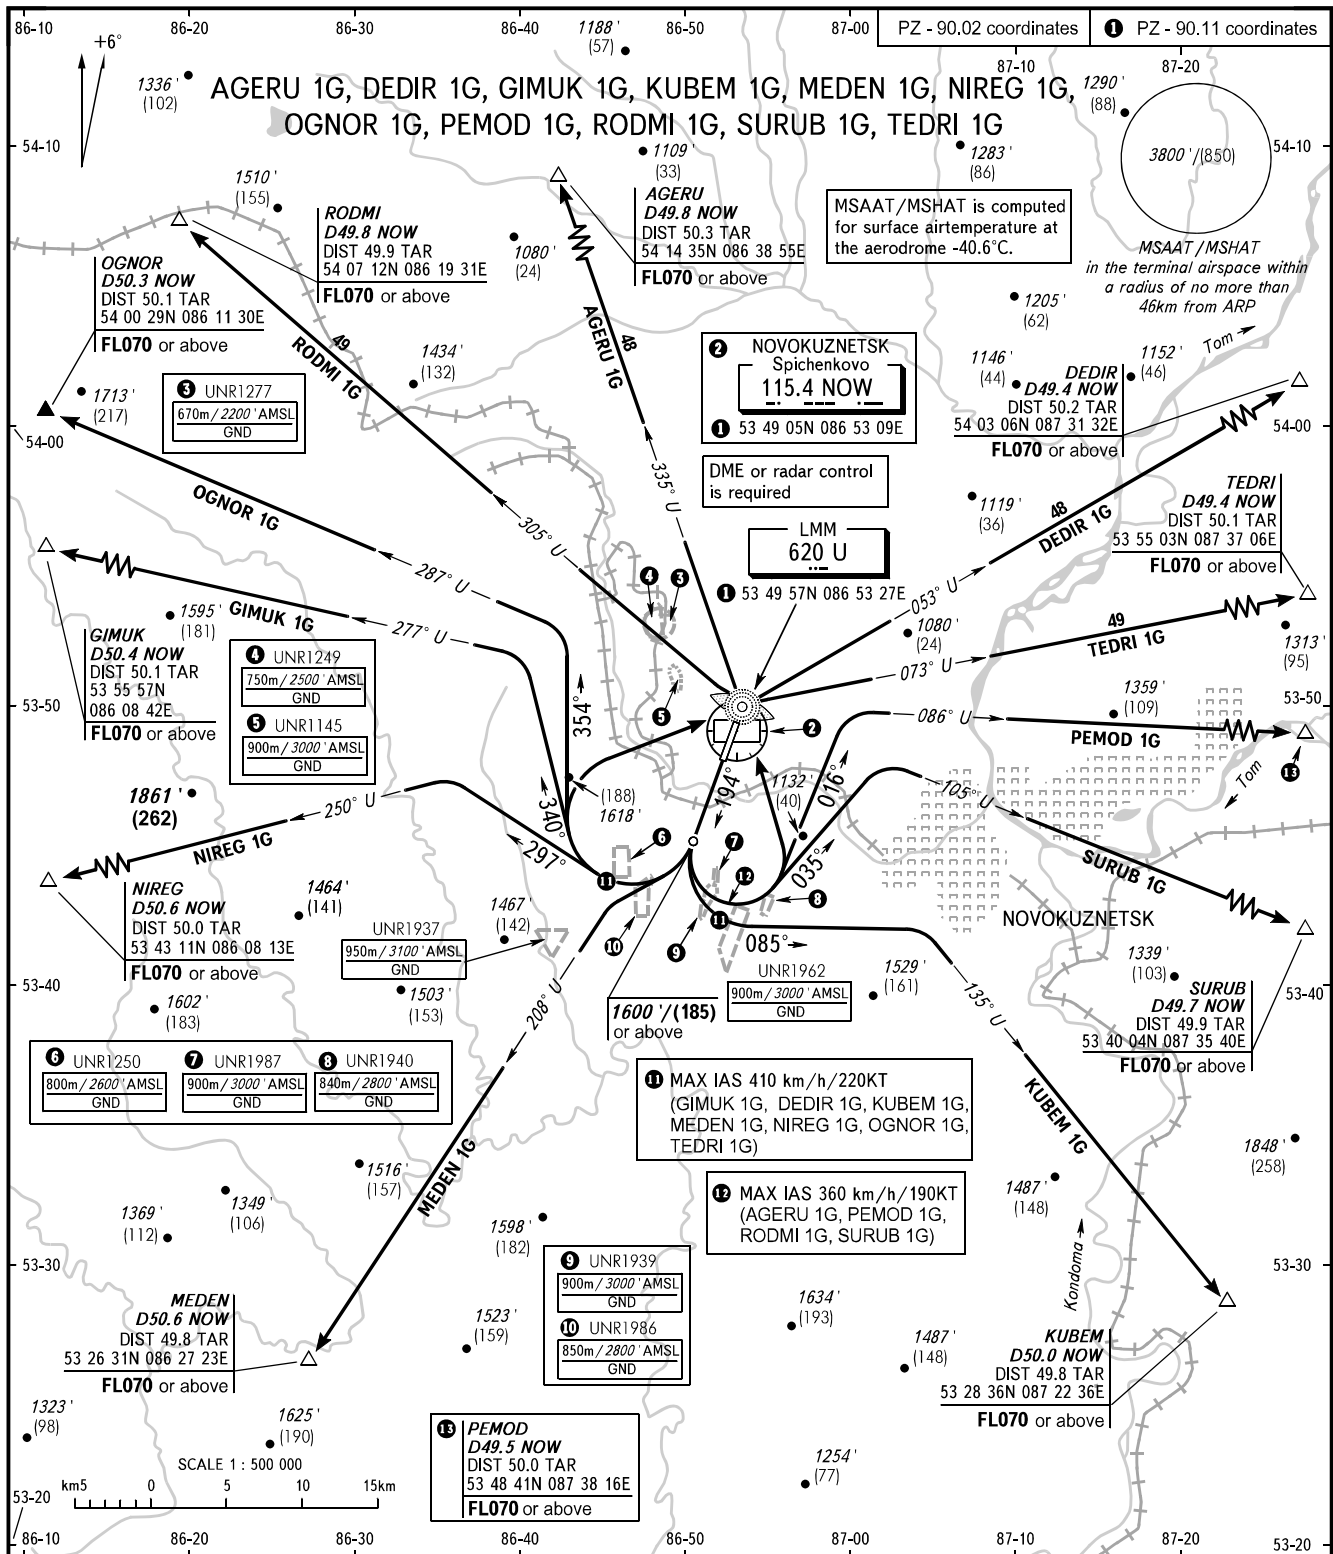 86-10
86-20
86-30
86-40
86-50
87-00
PZ - 90.02 coordinates
1 PZ - 90.11 coordinates
87-10
87-20
+6°
1188 '
(57)
1336 '
(102)
1290 '
(88)
AGERU 1G, DEDIR 1G, GIMUK 1G, KUBEM 1G, MEDEN 1G, NIREG 1G,
OGNOR 1G, PEMOD 1G, RODMI 1G, SURUB 1G, TEDRI 1G
54-10
54-10
3800 '/(850)
1109 '
(33)
1283 '
(86)
1510 '
(155)
RODMI
D49.8 NOW
DIST 49.9 TAR
54 07 12N 086 19 31E
FL070 or above
1080 '
(24)
AGERU
D49.8 NOW
DIST 50.3 TAR
54 14 35N 086 38 55E
FL070 or above
MSAAT/MSHAT is computed
for surface airtemperature at
the aerodrome -40.6°C.
MSAAT/MSHAT
in the terminal airspace within
a radius of no more than
46km from ARP
OGNOR
D50.3 NOW
DIST 50.1 TAR
54 00 29N 086 11 30E
FL070 or above
1205 '
(62)
Tom
49
RODMI 1G
48
AGERU 1G
1434 '
(132)
2 NOVOKUZNETSK
Spichenkovo
115.4 NOW
1 53 49 05N 086 53 09E
1146 '
(44)
1152 '
(46)
DEDIR
D49.4 NOW
DIST 50.2 TAR
54 03 06N 087 31 32E
FL070 or above
1713 '
(217)
3 UNR1277
670m/2200 'AMSL
GND
54-00
54-00
DME or radar control
is required
335° U
305° U
OGNOR 1G
1119 '
(36)
48
DEDIR 1G
TEDRI
D49.4 NOW
DIST 50.1 TAR
53 55 03N 087 37 06E
FL070 or above
LMM
620 U
1 53 49 57N 086 53 27E
287° U
4
3
053° U
GIMUK 1G
1595 '
(181)
277° U
1080 '
(24)
49
TEDRI 1G
073° U
1313 '
(95)
GIMUK
D50.4 NOW
DIST 50.1 TAR
53 55 57N
086 08 42E
FL070 or above
4 UNR1249
750m/2500 'AMSL
GND
5 UNR1145
900m/3000 'AMSL
GND
5
354°
2
1359 '
(109)
53-50
53-50
086° U
PEMOD 1G
13
Tom
1861 '
(262)
250° U
NIREG 1G
(188)
1618 '
194°
1132 '
(40)
016°
105° U
340°
297°
6
7
12
11
11
035°
8
SURUB 1G
NIREG
D50.6 NOW
DIST 50.0 TAR
53 43 11N 086 08 13E
FL070 or above
1464 '
(141)
1467 '
(142)
UNR1937
950m/3100 'AMSL
GND
10
9
085°
NOVOKUZNETSK
UNR1962
900m/3000 'AMSL
GND
1529 '
(161)
1339 '
(103)
53-40
53-40
1602 '
(183)
1503 '
(153)
208° U
1600 '/(185)
or above
135° U
SURUB
D49.7 NOW
DIST 49.9 TAR
53 40 04N 087 35 40E
FL070 or above
6 UNR1250
800m/2600 'AMSL
GND
7 UNR1987
900m/3000 'AMSL
GND
8 UNR1940
840m/2800 'AMSL
GND
11 MAX IAS 410 km/h/220KT
(GIMUK 1G, DEDIR 1G, KUBEM 1G,
MEDEN 1G, NIREG 1G, OGNOR 1G,
TEDRI 1G)
KUBEM 1G
MEDEN 1G
1848 '
(258)
1516 '
(157)
12 MAX IAS 360 km/h/190KT
(AGERU 1G, PEMOD 1G,
RODMI 1G, SURUB 1G)
1487 '
(148)
1369 '
(112)
1349 '
(106)
1598 '
(182)
Kondoma
53-30
53-30
9 UNR1939
900m/3000 'AMSL
GND
10 UNR1986
850m/2800 'AMSL
GND
MEDEN
D50.6 NOW
DIST 49.8 TAR
53 26 31N 086 27 23E
FL070 or above
1523 '
(159)
1634 '
(193)
1487 '
(148)
KUBEM
D50.0 NOW
DIST 49.8 TAR
53 28 36N 087 22 36E
FL070 or above
1323 '
(98)
1625 '
(190)
13 PEMOD
D49.5 NOW
DIST 50.0 TAR
53 48 41N 087 38 16E
FL070 or above
1254 '
(77)
SCALE 1 : 500 000
km5 0 5 10 15km
53-20
53-20
86-10
86-20
86-30
86-40
86-50
87-00
87-10
87-20